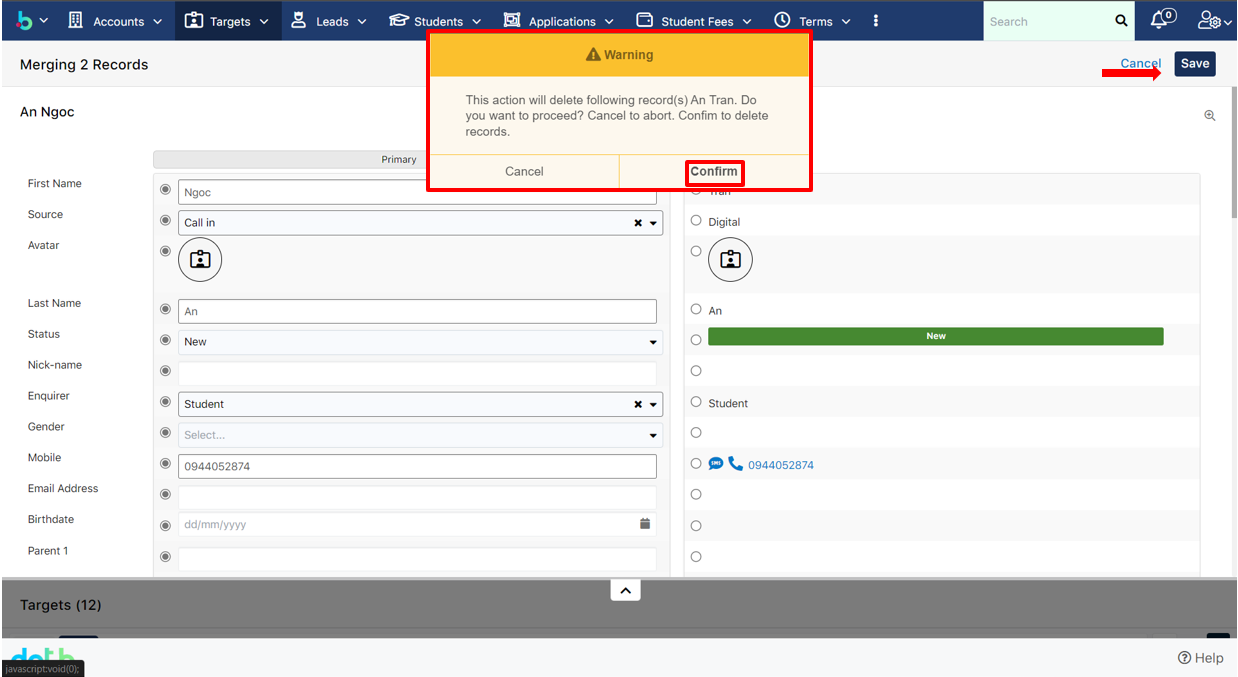 Accounts
Targets
Leads
Students
Applications
Student Fees
Terms
Search
0
Merging 2 Records
Cancel
Save
Warning
This action will delete following record(s) An Tran. Do
you want to proceed? Cancel to abort. Confim to delete
records.
Cancel
Confirm
An Ngoc
Primary
First Name
Ngoc
Tran
Source
Call in
Digital
Avatar
Last Name
An
An
Status
New
New
Nick-name
Enquirer
Student
Student
Gender
Select...
Mobile
0944052874
SMS
0944052874
Email Address
Birthdate
dd/mm/yyyy
Parent 1
Targets (12)
dotb
javascript:void(0);
Help